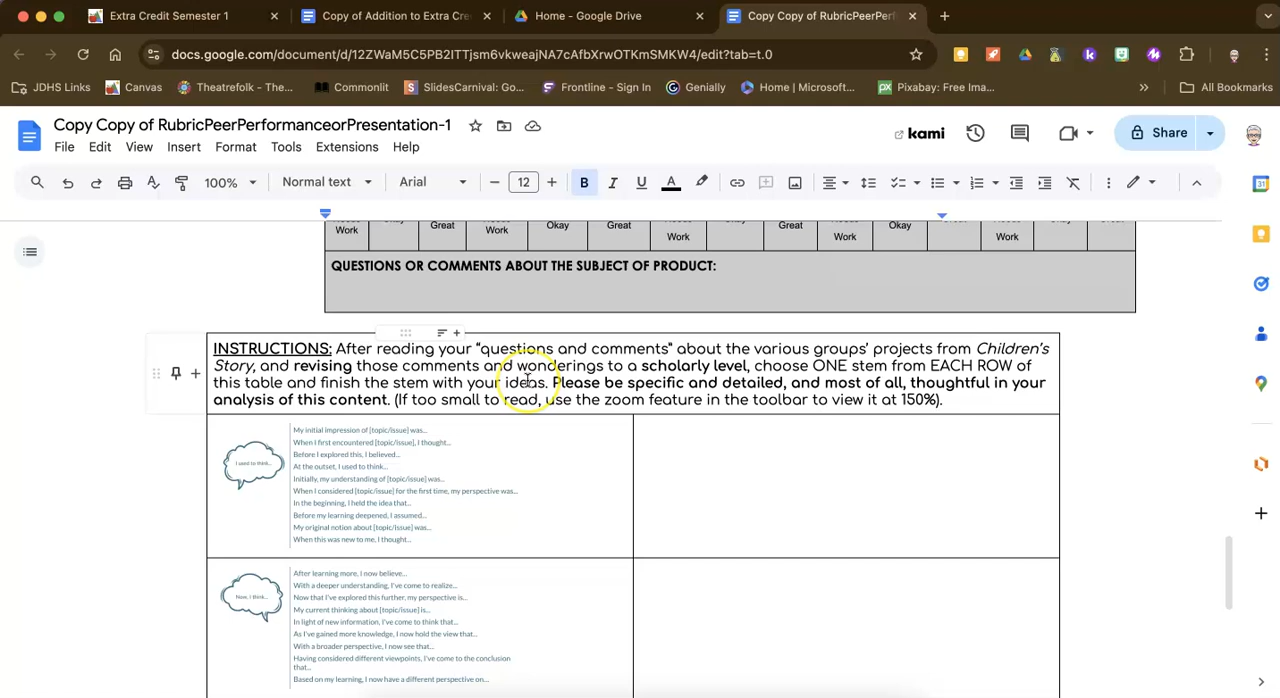 Extra Credit Semester 1
Copy of Addition to Extra Cre
Home - Google Drive
Copy Copy of RubricPeerPerf
docs.google.com/document/d/12ZWaM5C5PB2ITTjsm6vkweajNA7cAfbXrwOTKmSMKW4/edit?tab=t.0
JDHS Links
Canvas
Theatrefolk - The...
Commonlit
SlidesCarnival: Go...
Frontline - Sign In
Genially
Home | Microsoft...
Pixabay: Free Ima...
All Bookmarks
Copy Copy of RubricPeerPerformanceorPresentation-1
kami
Share
File Edit View Insert Format Tools Extensions Help
100% Normal text Arial 12 B I U A
Work Great Work Okay Great Work Okay Work
QUESTIONS OR COMMENTS ABOUT THE SUBJECT OF PRODUCT:
INSTRUCTIONS: After reading your “questions and comments” about the various groups’ projects from Children’s
Story, and revising those comments and wonderings to a scholarly level, choose ONE stem from EACH ROW of
this table and finish the stem with your ideas. Please be specific and detailed, and most of all, thoughtful in your
analysis of this content. (If too small to read, use the zoom feature in the toolbar to view it at 150%).
I used to think...
My initial impression of [topic/issue] was...
When I first encountered [topic/issue], I thought...
Before I explored this, I believed...
At the outset, I used to think...
Initially, my understanding of [topic/issue] was...
When I considered [topic/issue] for the first time, my perspective was...
In the beginning, I held the idea that...
Before my learning deepened, I assumed...
My original notion about [topic/issue] was...
When this was new to me, I thought...
Now, I think...
After learning more, I now believe...
With a deeper understanding, I've come to realize...
Now that I've explored this further, my perspective is...
My current thinking about [topic/issue] is...
In light of new information, I've come to think that...
As I've gained more knowledge, I now hold the view that...
With a broader perspective, I now see that...
Having considered different viewpoints, I've come to the conclusion
that...
Based on my learning, I now have a different perspective on...